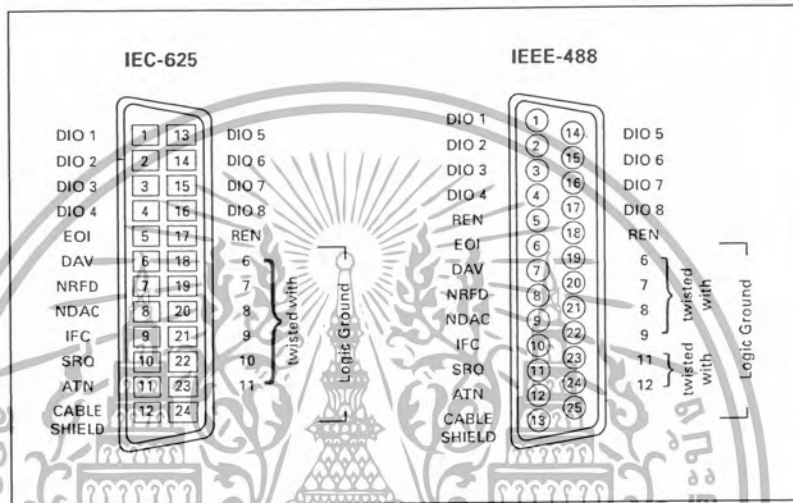 IEC-625
DIO 1 1 13 DIO 5
DIO 2 2 14 DIO 6
DIO 3 3 15 DIO 7
DIO 4 4 16 DIO 8
EOI 5 17 REN
DAV 6 18 6
NRFD 7 19 7
NDAC 8 20 8
IFC 9 21 9
SRQ 10 22 10
ATN 11 23 11
CABLE SHIELD 12 24
twisted with
Logic Ground
IEEE-488
DIO 1 1
DIO 2 2 14 DIO 5
DIO 3 3 15 DIO 6
DIO 4 4 16 DIO 7
REN 5 17 DIO 8
EOI 6 18 REN
DAV 7 19 6
NRFD 8 20 7
NDAC 9 21 8
IFC 10 22 9
SRQ 11 23 11
ATN 12 24 12
CABLE SHIELD 13 25
twisted with
twisted with
Logic Ground